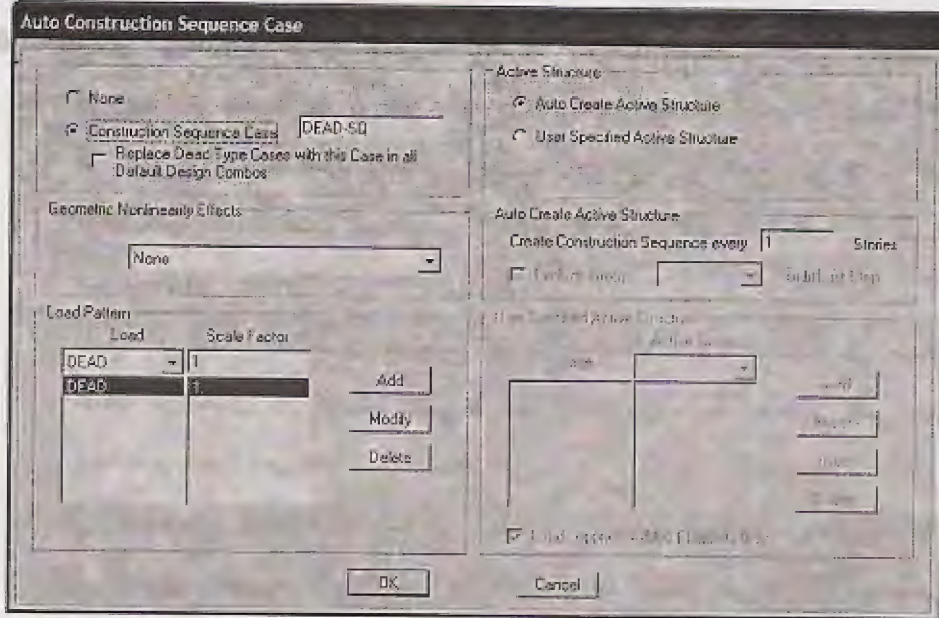 Auto Construction Sequence Case
None
Construction Sequence Case DEAD-SQ
Replace Dead Type Cases with this Case in all
Default Design Combos
Active Structure
Auto Create Active Structure
User Specified Active Structure
Geometric Nonlinearity Effects
None
Auto Create Active Structure
Create Construction Sequence every 1 Stories
Load Pattern
Load Scale Factor
DEAD 1
DEAD 1
Add
Modify
Delete
OK Cancel